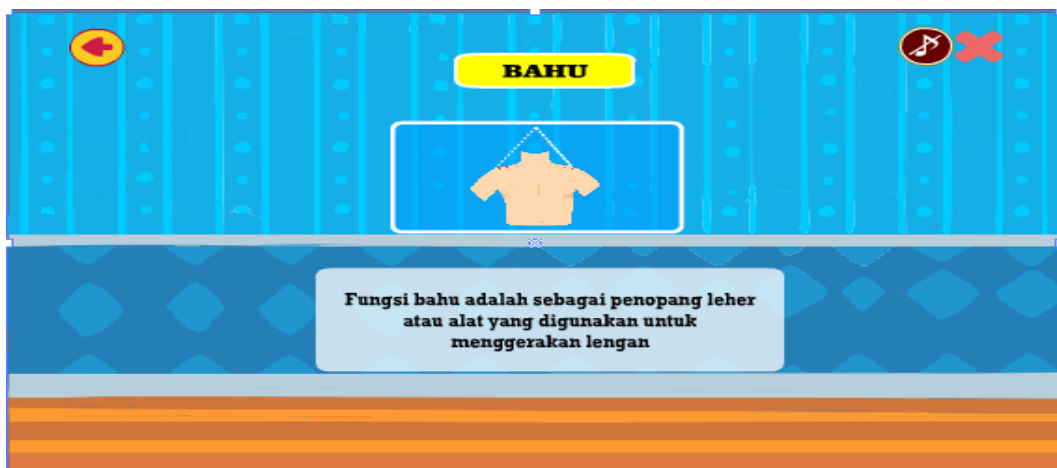 BAHU
Fungsi bahu adalah sebagai penopang leher
atau alat yang digunakan untuk
menggerakan lengan